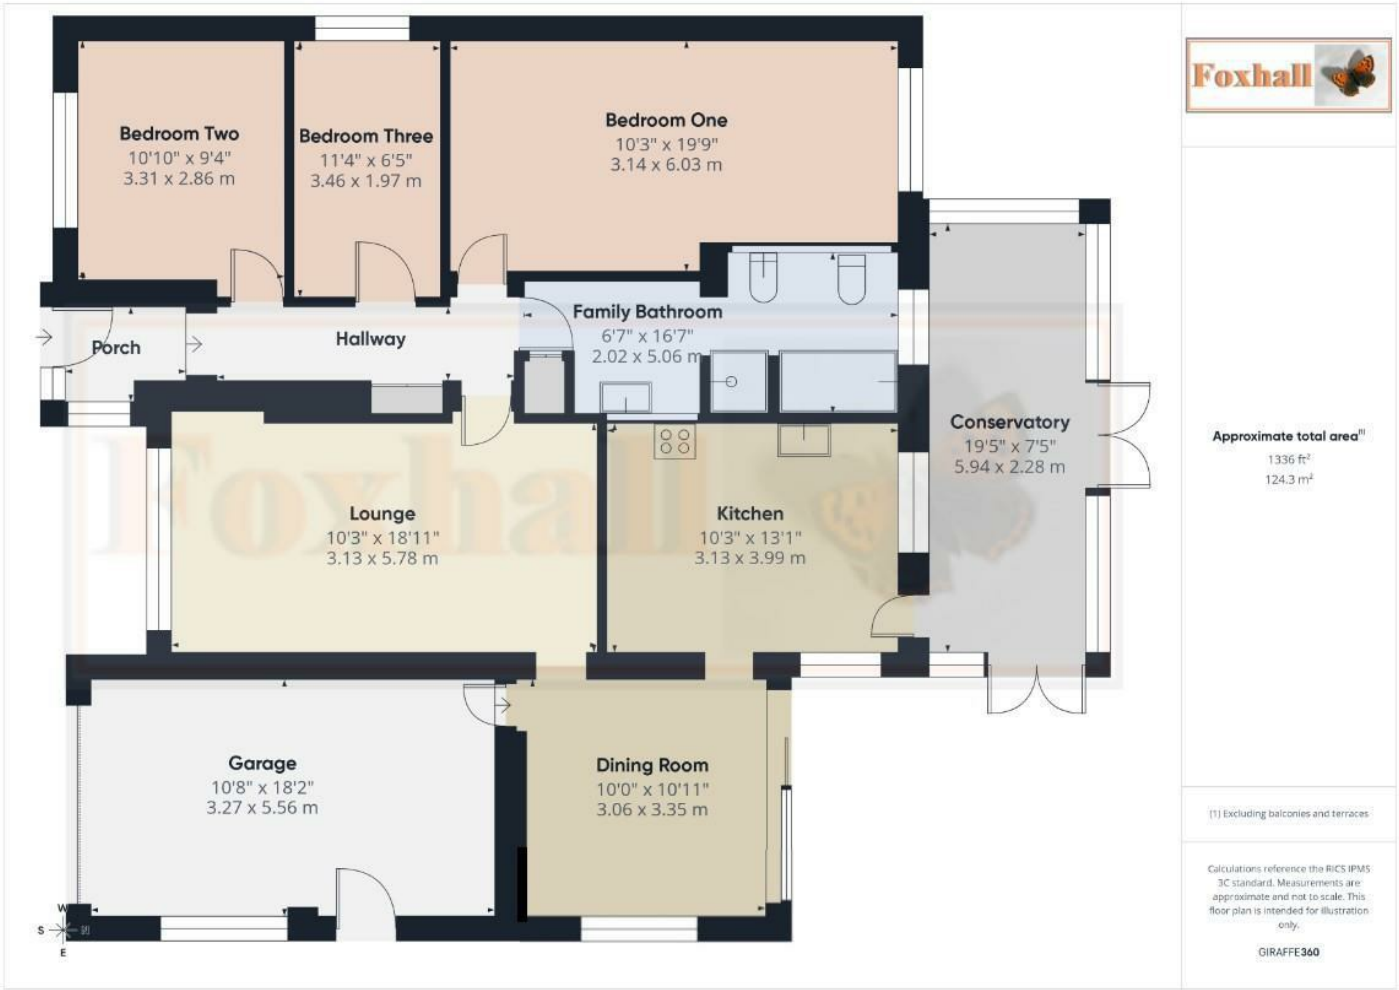 Bedroom Two
10'10" x 9'4"
3.31 x 2.86 m
Bedroom Three
11'4" x 6'5"
3.46 x 1.97 m
Bedroom One
10'3" x 19'9"
3.14 x 6.03 m
Foxhall
Porch
Hallway
Family Bathroom
6'7" x 16'7"
2.02 x 5.06 m
Conservatory
19'5" x 7'5"
5.94 x 2.28 m
Approximate total area(1)
1336 ft²
124.3 m²
Foxhall
Lounge
10'3" x 18'11"
3.13 x 5.78 m
Kitchen
10'3" x 13'1"
3.13 x 3.99 m
Garage
10'8" x 18'2"
3.27 x 5.56 m
Dining Room
10'0" x 10'11"
3.06 x 3.35 m
(1) Excluding balconies and terraces
Calculations reference the RICS IPMS
3C standard. Measurements are
approximate and not to scale. This
floor plan is intended for illustration
only.
GIRAFFE360
W
S
N
E